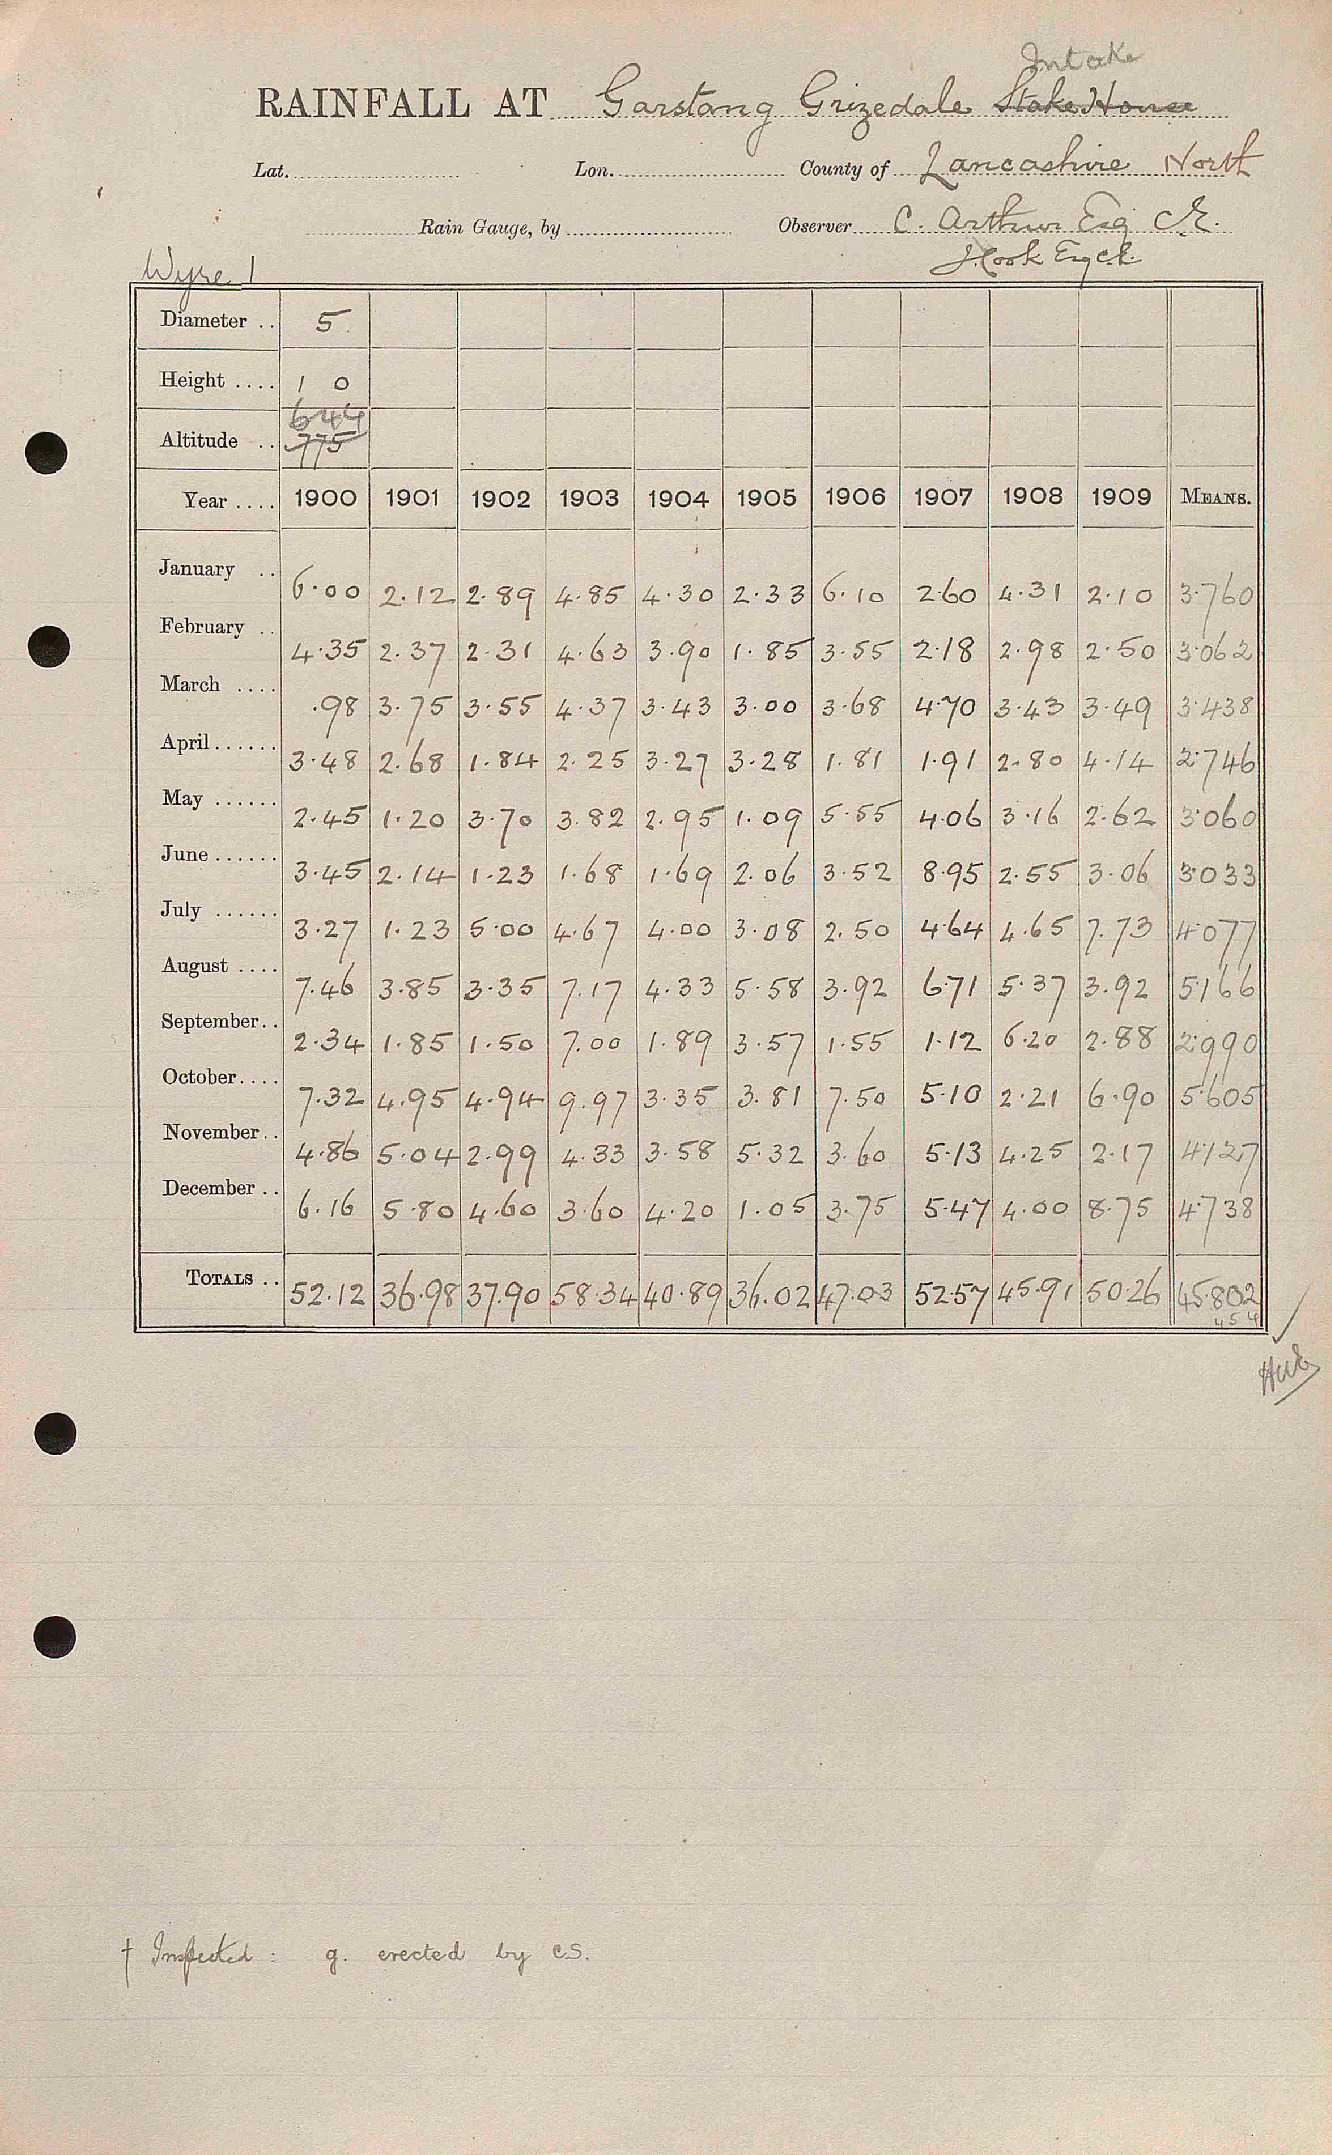 Intake
RAINFALL AT Garstang Grizedale Stake House
Lat. Lon. County of Lancashire North
Rain Gauge, by Observer C. Arthur Esq C.E.
J. Cook Esq C.E.
Wyre 1
Diameter .. 5
Height .... 1 0
644
Altitude .. 775
Year .... 1900 1901 1902 1903 1904 1905 1906 1907 1908 1909 MEANS.
January .. 6.00 2.12 2.89 4.85 4.30 2.33 6.10 2.60 4.31 2.10 3.760
February .. 4.35 2.37 2.31 4.63 3.90 1.85 3.55 2.18 2.98 2.50 3.062
March .... .98 3.75 3.55 4.37 3.43 3.00 3.68 4.70 3.43 3.49 3.438
April...... 3.48 2.68 1.84 2.25 3.27 3.28 1.81 1.91 2.80 4.14 2.746
May ...... 2.45 1.20 3.70 3.82 2.95 1.09 5.55 4.06 3.16 2.62 3.060
June...... 3.45 2.14 1.23 1.68 1.69 2.06 3.52 8.95 2.55 3.06 3.033
July ...... 3.27 1.23 5.00 4.67 4.00 3.08 2.50 4.64 4.65 7.73 4.077
August .... 7.46 3.85 3.35 7.17 4.33 5.58 3.92 6.71 5.37 3.92 5.166
September.. 2.34 1.85 1.50 7.00 1.89 3.57 1.55 1.12 6.20 2.88 2.990
October.... 7.32 4.95 4.94 9.97 3.35 3.81 7.50 5.10 2.21 6.90 5.605
November.. 4.86 5.04 2.99 4.33 3.58 5.32 3.60 5.13 4.25 2.17 4.127
December .. 6.16 5.80 4.60 3.60 4.20 1.05 3.75 5.47 4.00 8.75 4.738
TOTALS .. 52.12 36.98 37.90 58.34 40.89 36.02 47.03 52.57 45.91 50.26 45.802
† Inspected : g. erected by C.S.